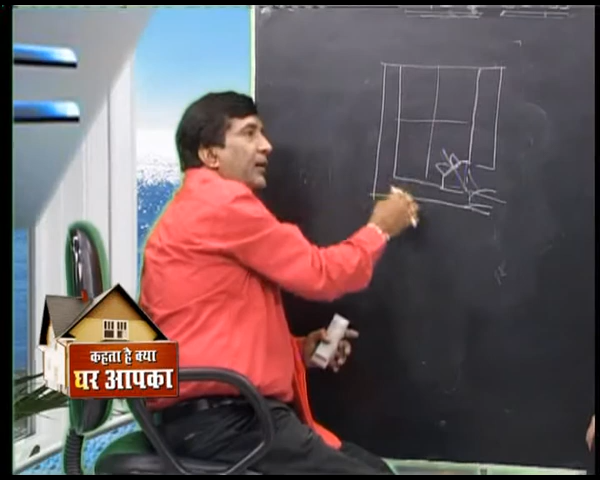 कहता है क्या
घर आपका